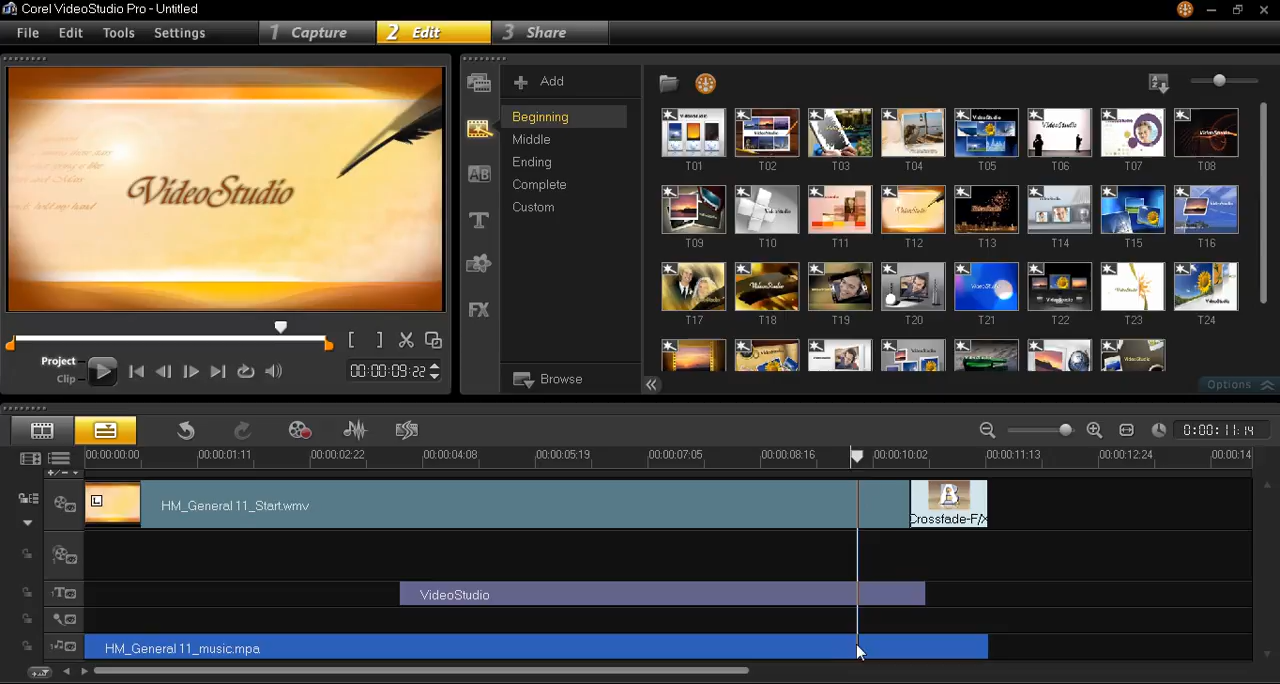 Corel VideoStudio Pro - Untitled
File Edit Tools Settings 1 Capture 2 Edit 3 Share
VideoStudio
Project
Clip
00:00:09:22
Add
Beginning
Middle
Ending
Complete
Custom
Browse
AB
T
FX
T01 T02 T03 T04 T05 T06 T07 T08
T09 T10 T11 T12 T13 T14 T15 T16
T17 T18 T19 T20 T21 T22 T23 T24
Options
0:00:11:14
00:00:00:00 00:00:01:11 00:00:02:22 00:00:04:08 00:00:05:19 00:00:07:05 00:00:08:16 00:00:10:02 00:00:11:13 00:00:12:24 00:00:14
HM_General 11_Start.wmv
Crossfade-F/X
VideoStudio
HM_General 11_music.mpa